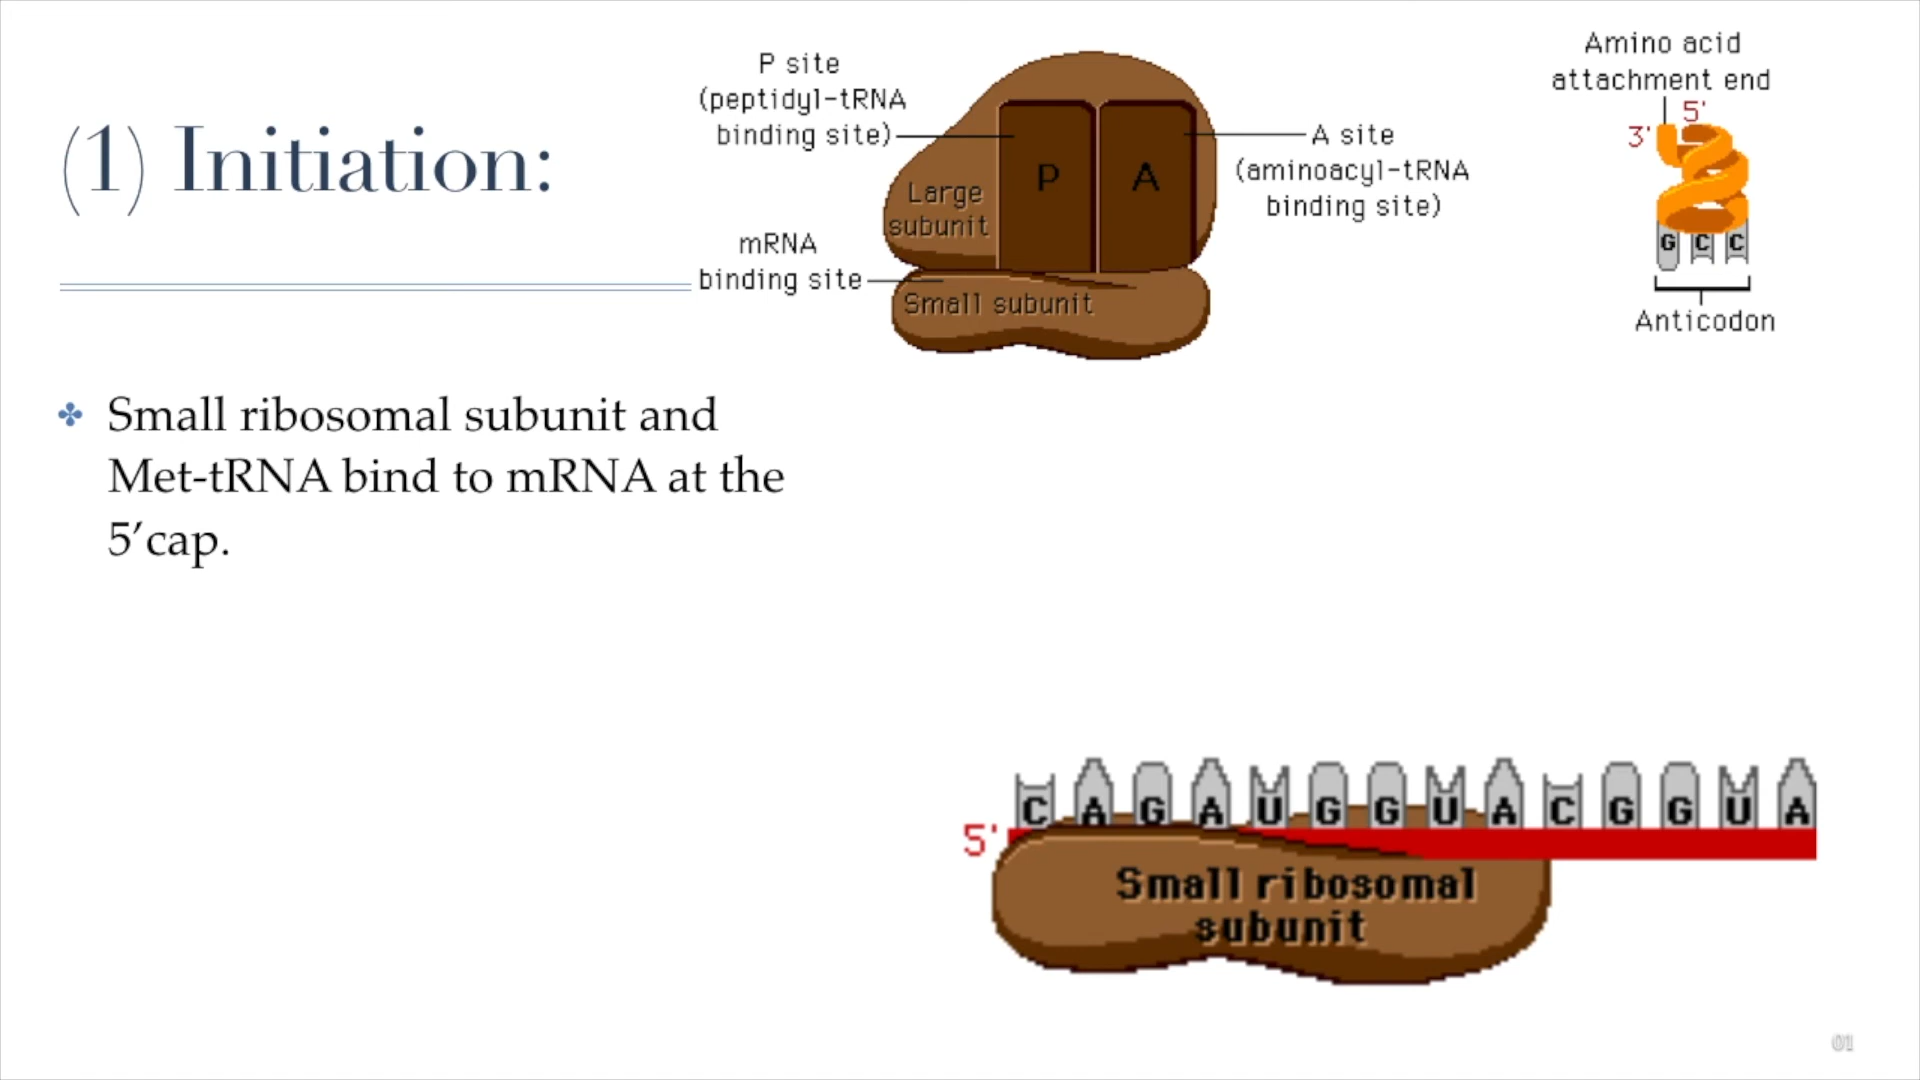 (1) Initiation:
P site
(peptidyl-tRNA
binding site)
mRNA
binding site
Large
subunit
P
A
Small subunit
A site
(aminoacyl-tRNA
binding site)
Amino acid
attachment end
5'
3'
G C C
Anticodon
Small ribosomal subunit and
Met-tRNA bind to mRNA at the
5′cap.
C A G A U G G U A C G G U A
5'
Small ribosomal
subunit
01